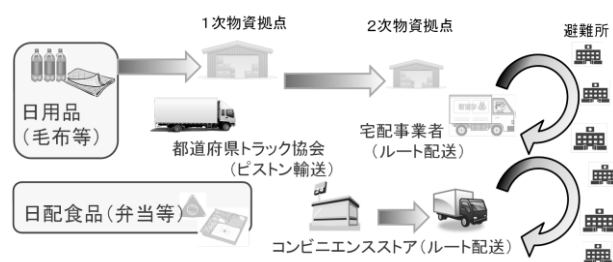 1次物資拠点
2次物資拠点
避難所
日用品
(毛布等)
都道府県トラック協会
(ピストン輸送)
宅配事業者
(ルート配送)
日配食品(弁当等)
コンビニエンスストア(ルート配送)